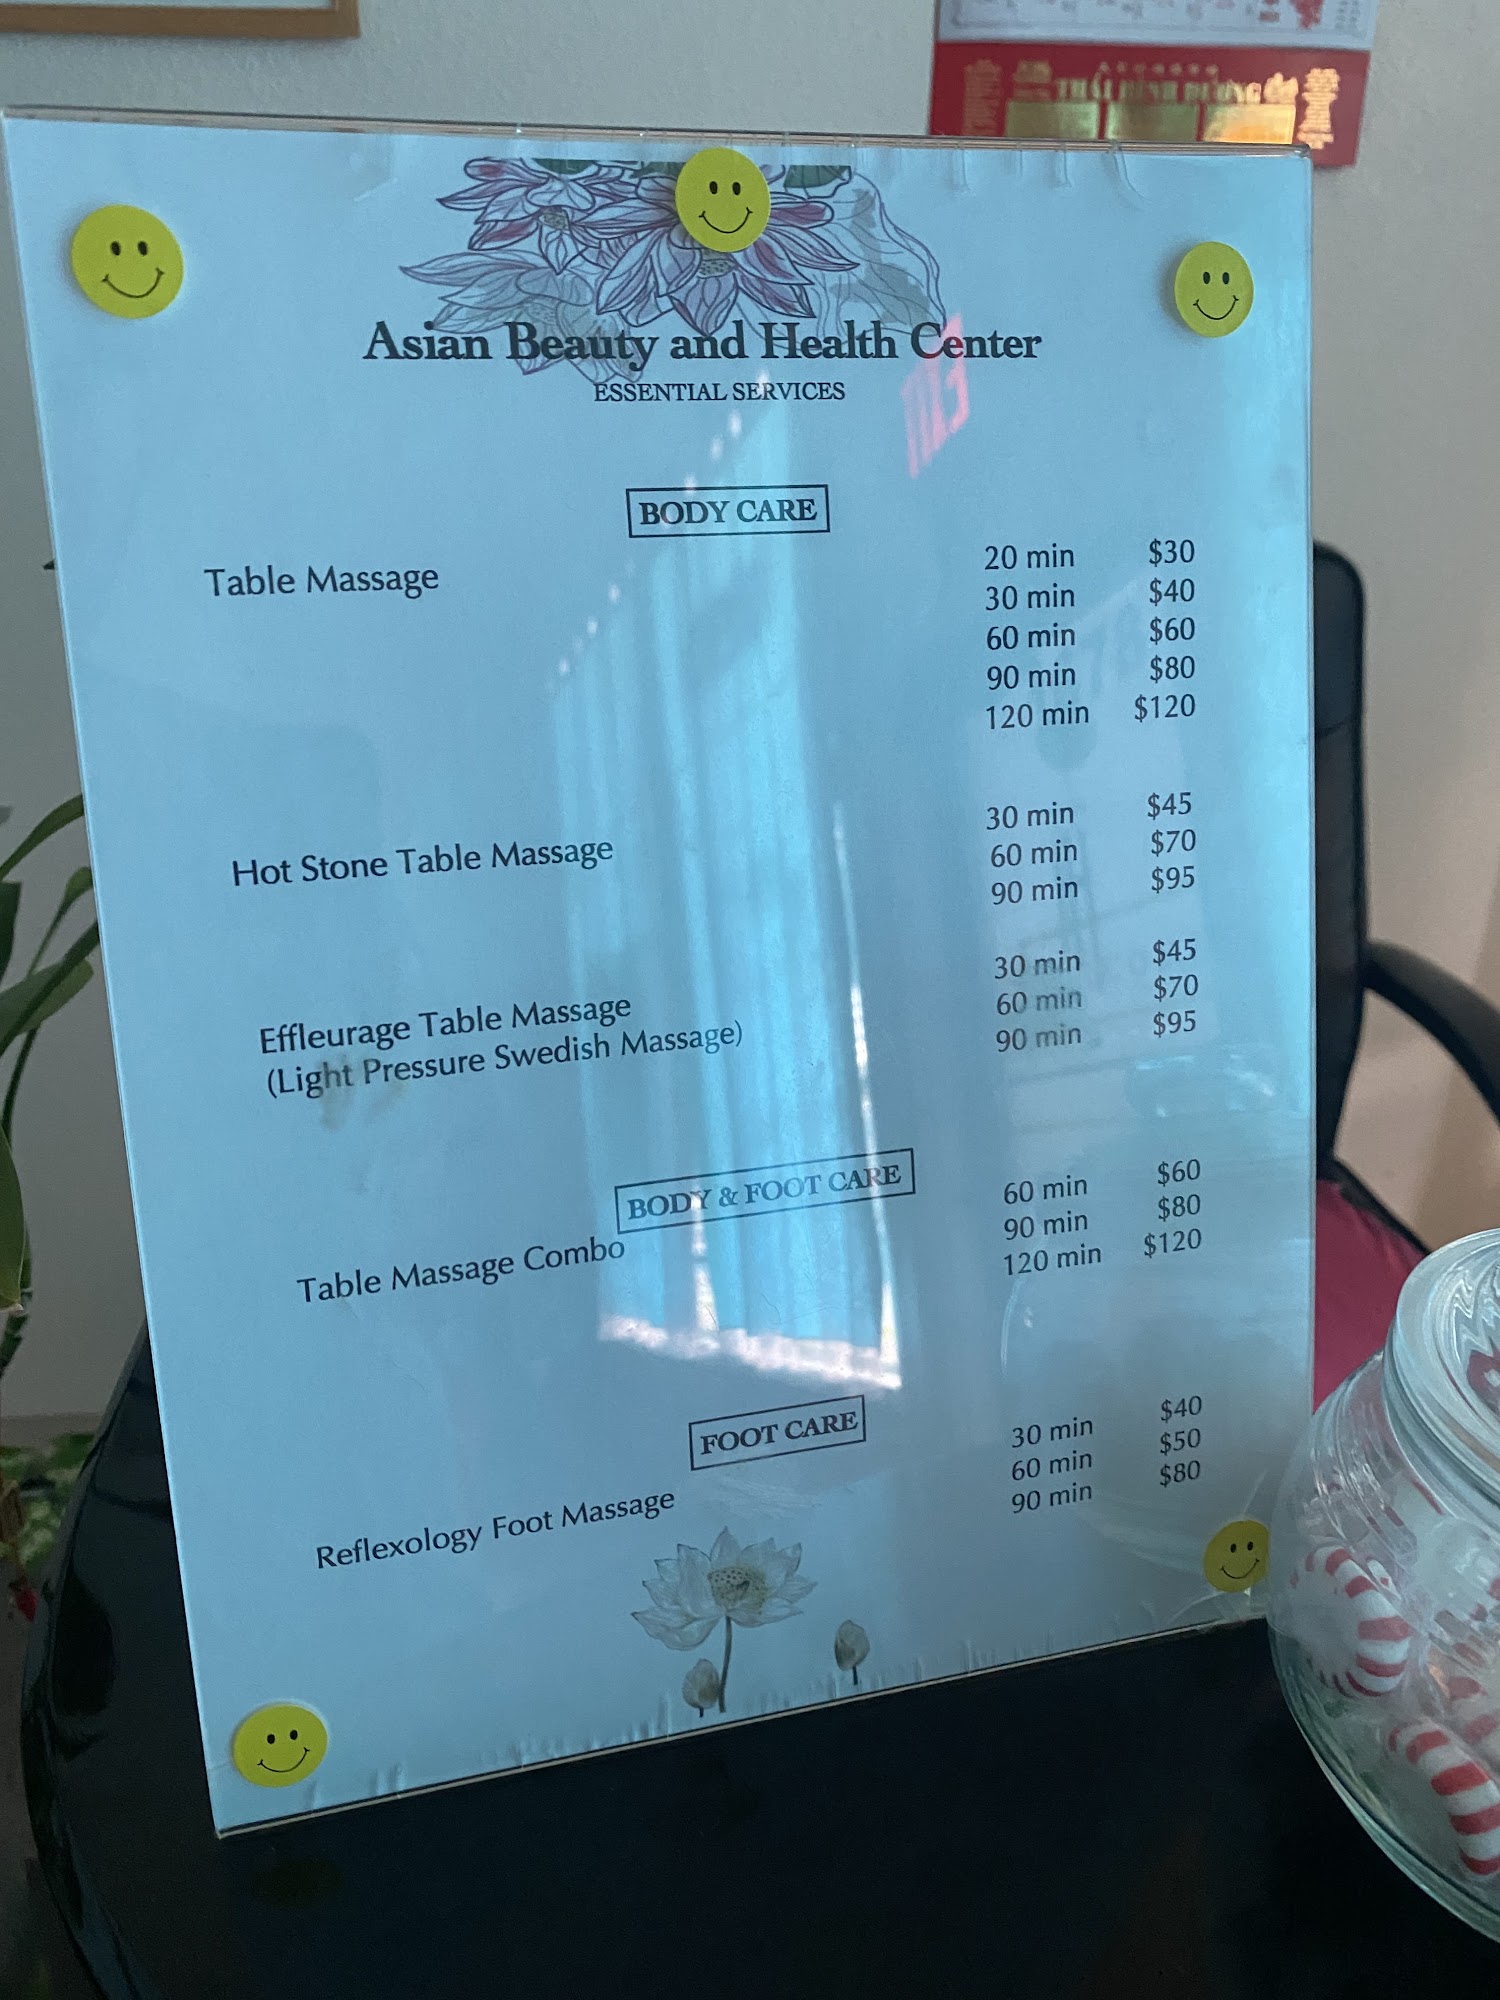 THÁI BÌNH DƯƠNG
Asian Beauty and Health Center
ESSENTIAL SERVICES
BODY CARE
Table Massage
20 min $30
30 min $40
60 min $60
90 min $80
120 min $120
Hot Stone Table Massage
30 min $45
60 min $70
90 min $95
Effleurage Table Massage
(Light Pressure Swedish Massage)
30 min $45
60 min $70
90 min $95
BODY & FOOT CARE
Table Massage Combo
60 min $60
90 min $80
120 min $120
FOOT CARE
Reflexology Foot Massage
30 min $40
60 min $50
90 min $80